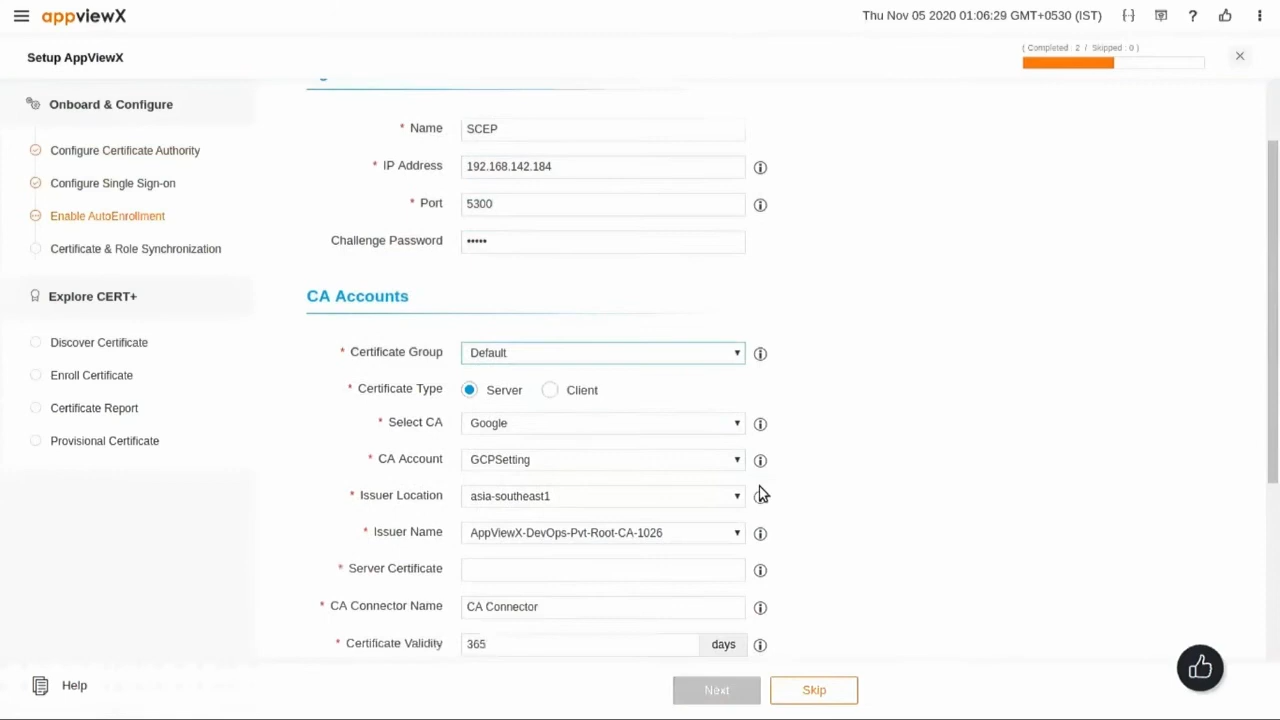 appviewX
Thu Nov 05 2020 01:06:29 GMT+0530 (IST)
{-}
?
Setup AppViewX
( Completed : 2 / Skipped : 0 )
Onboard & Configure
Configure Certificate Authority
Configure Single Sign-on
Enable AutoEnrollment
Certificate & Role Synchronization
Explore CERT+
Discover Certificate
Enroll Certificate
Certificate Report
Provisional Certificate
* Name SCEP
* IP Address 192.168.142.184
* Port 5300
Challenge Password •••••
CA Accounts
* Certificate Group Default
* Certificate Type Server Client
* Select CA Google
* CA Account GCPSetting
* Issuer Location asia-southeast1
* Issuer Name AppViewX-DevOps-Pvt-Root-CA-1026
* Server Certificate
* CA Connector Name CA Connector
* Certificate Validity 365 days
Help
Next
Skip